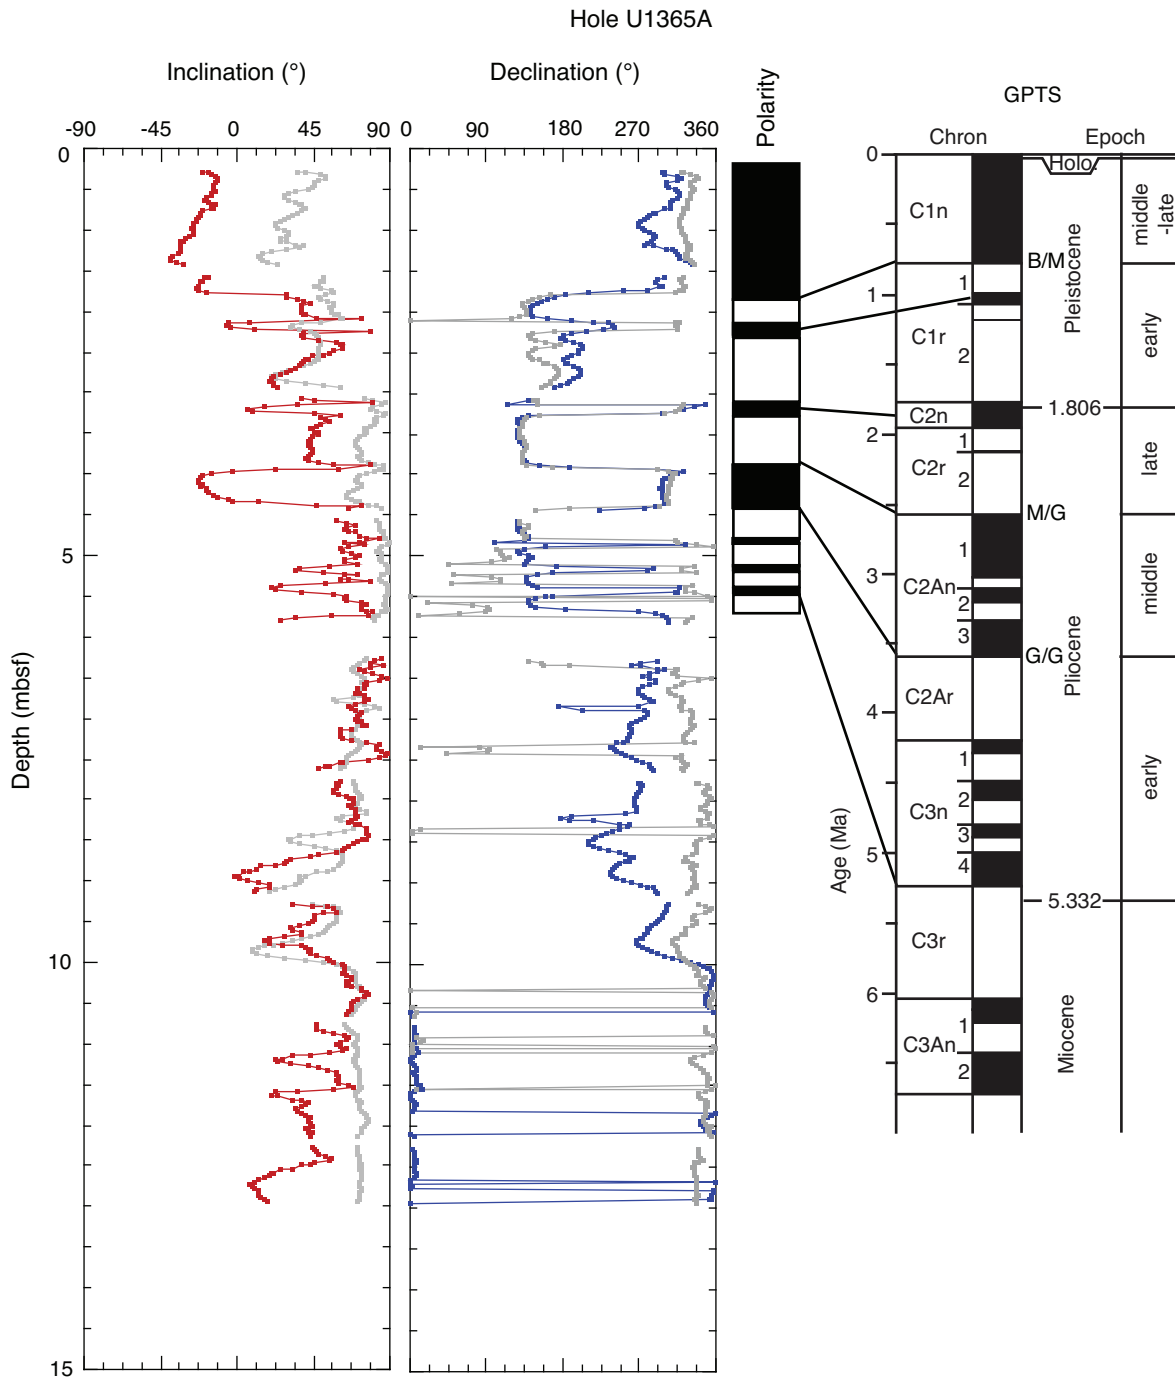 Hole U1365A
Inclination (°)
Declination (°)
Polarity
GPTS
Chron
Epoch
-90 -45 0 45 90
0 90 180 270 360
0
5
10
15
Depth (mbsf)
Age (Ma)
0
1
2
3
4
5
6
C1n
C1r
1
2
C2n
C2r
1
2
C2An
1
2
3
C2Ar
C3n
1
2
3
4
C3r
C3An
1
2
Holo.
B/M
Pleistocene
1.806
M/G
G/G
Pliocene
5.332
Miocene
middle
-late
early
late
middle
early